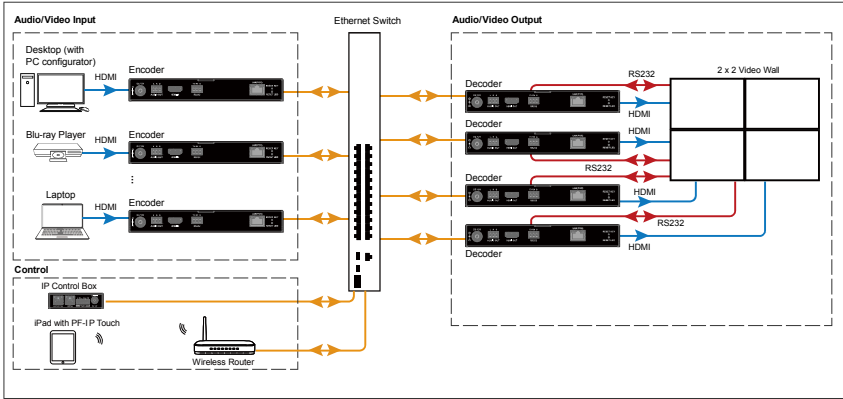 Audio/Video Input
Ethernet Switch
Audio/Video Output
Desktop (with
PC configurator)
HDMI
Encoder
Blu-ray Player
HDMI
Encoder
...
Laptop
HDMI
Encoder
Control
IP Control Box
iPad with PF-IP Touch
Wireless Router
Decoder
RS232
2 x 2 Video Wall
HDMI
Decoder
HDMI
RS232
Decoder
HDMI
RS232
HDMI
Decoder